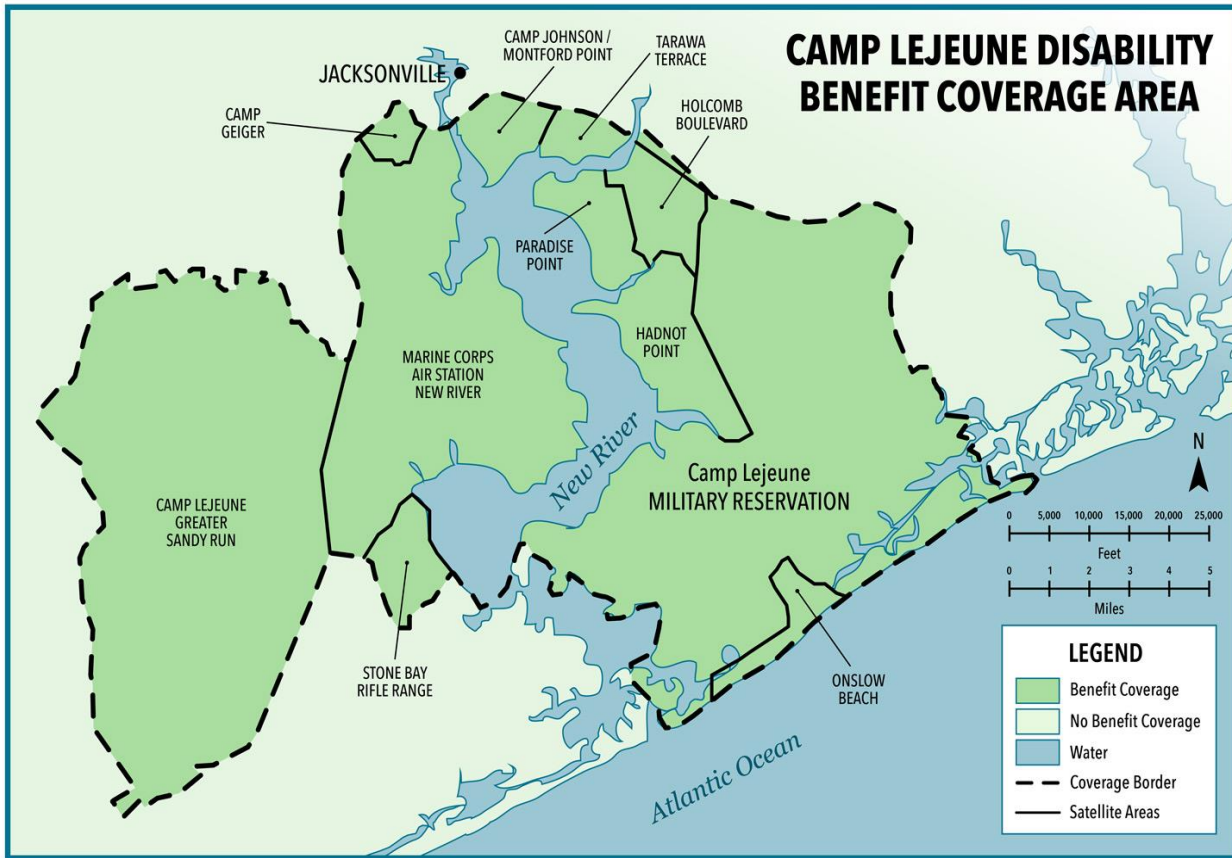 CAMP LEJEUNE DISABILITY
BENEFIT COVERAGE AREA
CAMP JOHNSON /
MONTFORD POINT
TARAWA
TERRACE
JACKSONVILLE
HOLCOMB
BOULEVARD
CAMP
GEIGER
PARADISE
POINT
HADNOT
POINT
MARINE CORPS
AIR STATION
NEW RIVER
New River
Camp Lejeune
MILITARY RESERVATION
CAMP LEJEUNE
GREATER
SANDY RUN
STONE BAY
RIFLE RANGE
ONSLOW
BEACH
Atlantic Ocean
N
0 5,000 10,000 15,000 20,000 25,000
Feet
0 1 2 3 4 5
Miles
LEGEND
Benefit Coverage
No Benefit Coverage
Water
Coverage Border
Satellite Areas